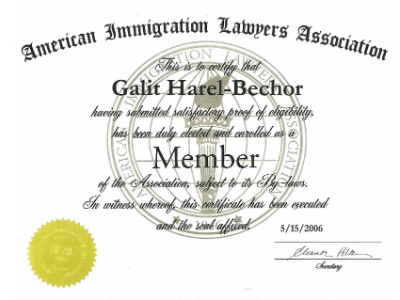 American Immigration Lawyers Association
This is to certify that
Galit Harel-Bechor
having submitted satisfactory proof of eligibility,
has been duly elected and enrolled as a
Member
of the Association, subject to its By-laws.
In witness whereof, this certificate has been executed
and the seal affixed.
5/15/2006
Secretary